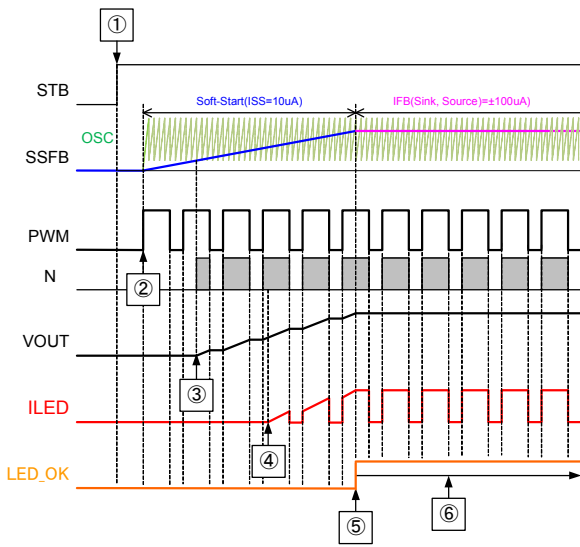 ①
STB
Soft-Start(ISS=10uA)
IFB(Sink, Source)=±100uA)
OSC
SSFB
PWM
②
N
VOUT
③
ILED
④
LED_OK
⑤
⑥